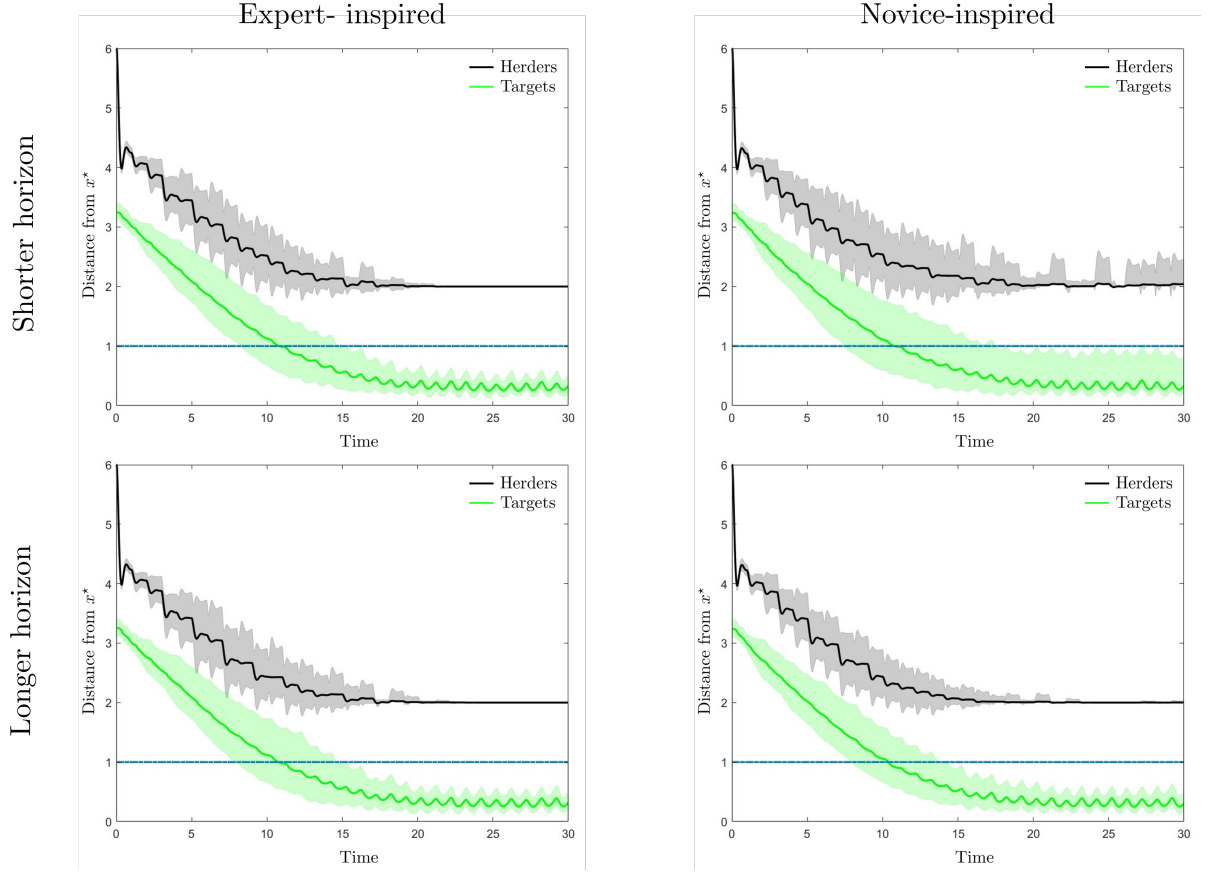 Expert- inspired
Novice-inspired
Shorter horizon
Herders
Targets
6
5
4
3
2
1
0
Distance from x⋆
0 5 10 15 20 25 30
Time
Herders
Targets
6
5
4
3
2
1
0
Distance from x⋆
0 5 10 15 20 25 30
Time
Longer horizon
Herders
Targets
6
5
4
3
2
1
0
Distance from x⋆
0 5 10 15 20 25 30
Time
Herders
Targets
6
5
4
3
2
1
0
Distance from x⋆
0 5 10 15 20 25 30
Time